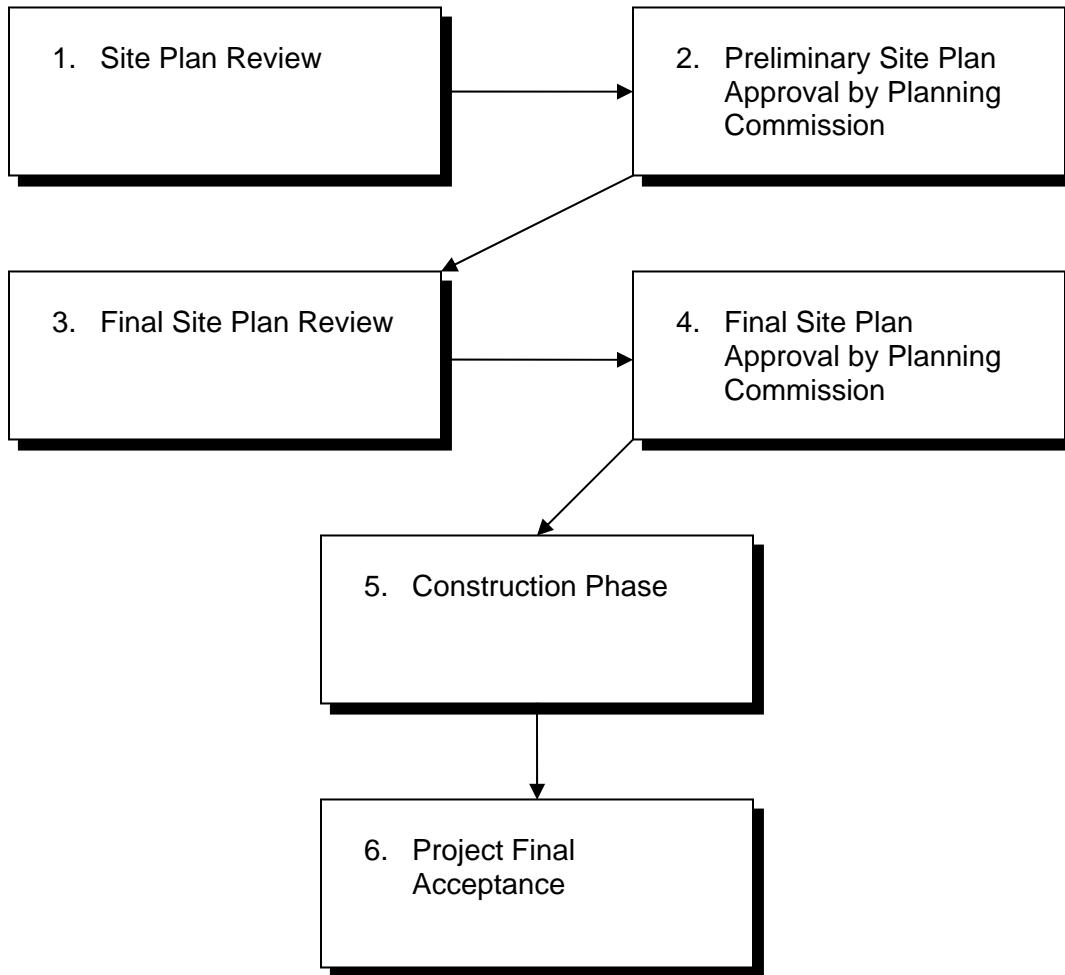 1. Site Plan Review
2. Preliminary Site Plan
Approval by Planning
Commission
3. Final Site Plan Review
4. Final Site Plan
Approval by Planning
Commission
5. Construction Phase
6. Project Final
Acceptance